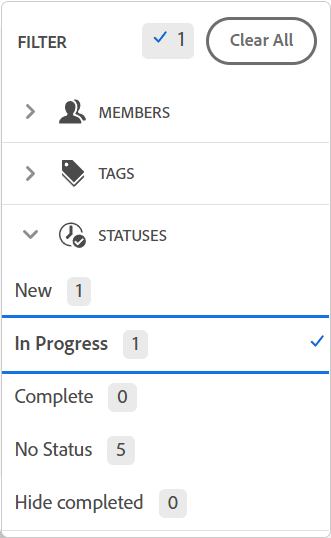 FILTER 1 Clear All
MEMBERS
TAGS
STATUSES
New 1
In Progress 1
Complete 0
No Status 5
Hide completed 0